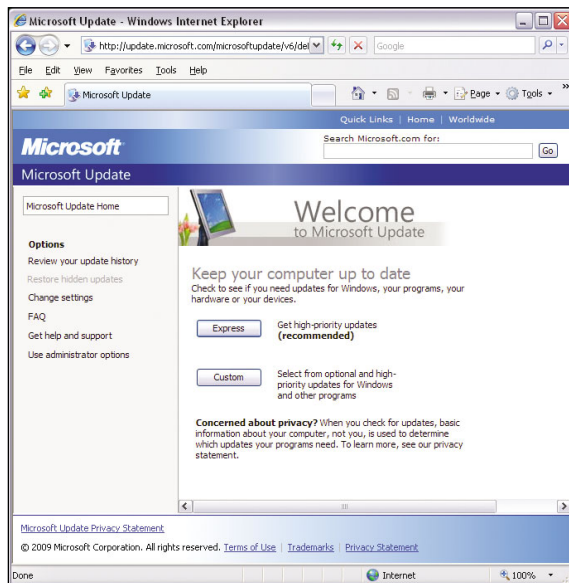 Microsoft Update - Windows Internet Explorer
http://update.microsoft.com/microsoftupdate/v6/del
Google
File Edit View Favorites Tools Help
Microsoft Update
Page Tools
Quick Links | Home | Worldwide
Microsoft
Search Microsoft.com for:
Go
Microsoft Update
Microsoft Update Home
Welcome
to Microsoft Update
Options
Review your update history
Restore hidden updates
Change settings
FAQ
Get help and support
Use administrator options
Keep your computer up to date
Check to see if you need updates for Windows, your programs, your
hardware or your devices.
Express
Get high-priority updates
(recommended)
Custom
Select from optional and high-
priority updates for Windows
and other programs
Concerned about privacy? When you check for updates, basic
information about your computer, not you, is used to determine
which updates your programs need. To learn more, see our privacy
statement.
Microsoft Update Privacy Statement
© 2009 Microsoft Corporation. All rights reserved. Terms of Use | Trademarks | Privacy Statement
Done
Internet
100%